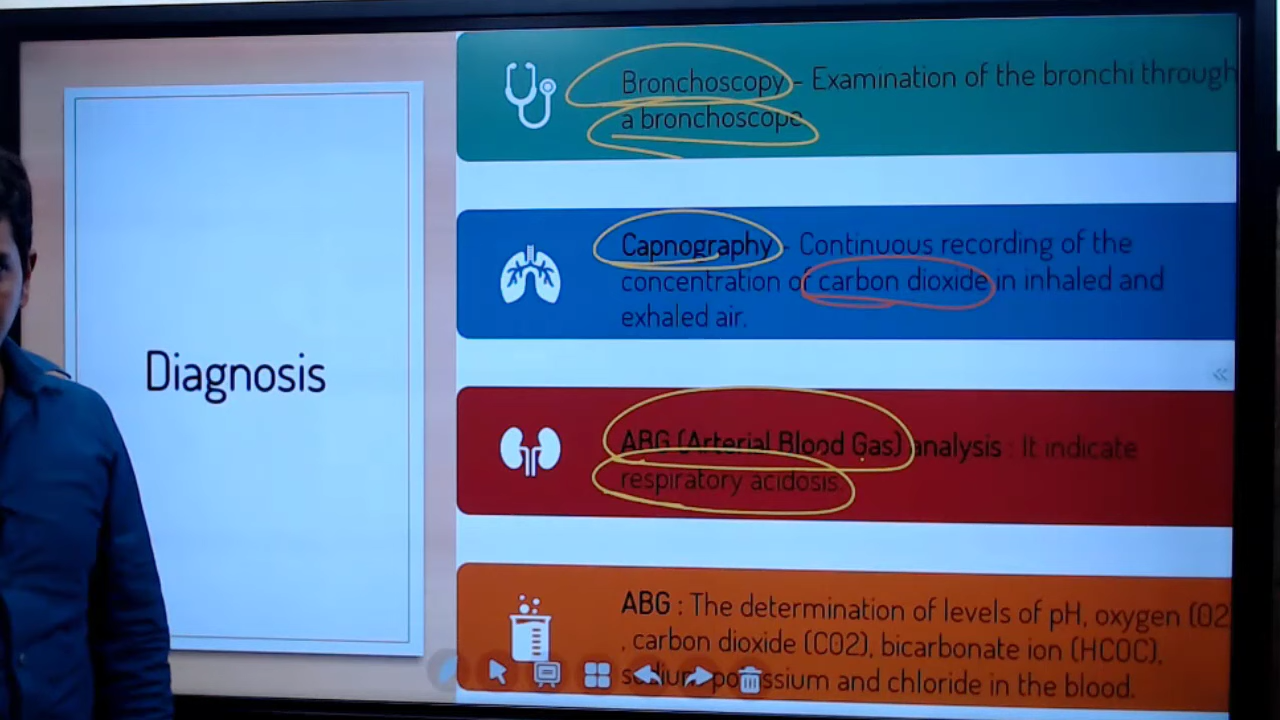 Diagnosis
Bronchoscopy - Examination of the bronchi through
a bronchoscope
Capnography - Continuous recording of the
concentration of carbon dioxide in inhaled and
exhaled air.
ABG (Arterial Blood Gas) analysis : It indicate
respiratory acidosis.
ABG : The determination of levels of pH, oxygen (O2)
, carbon dioxide (CO2), bicarbonate ion (HCOC),
sodium, potassium and chloride in the blood.